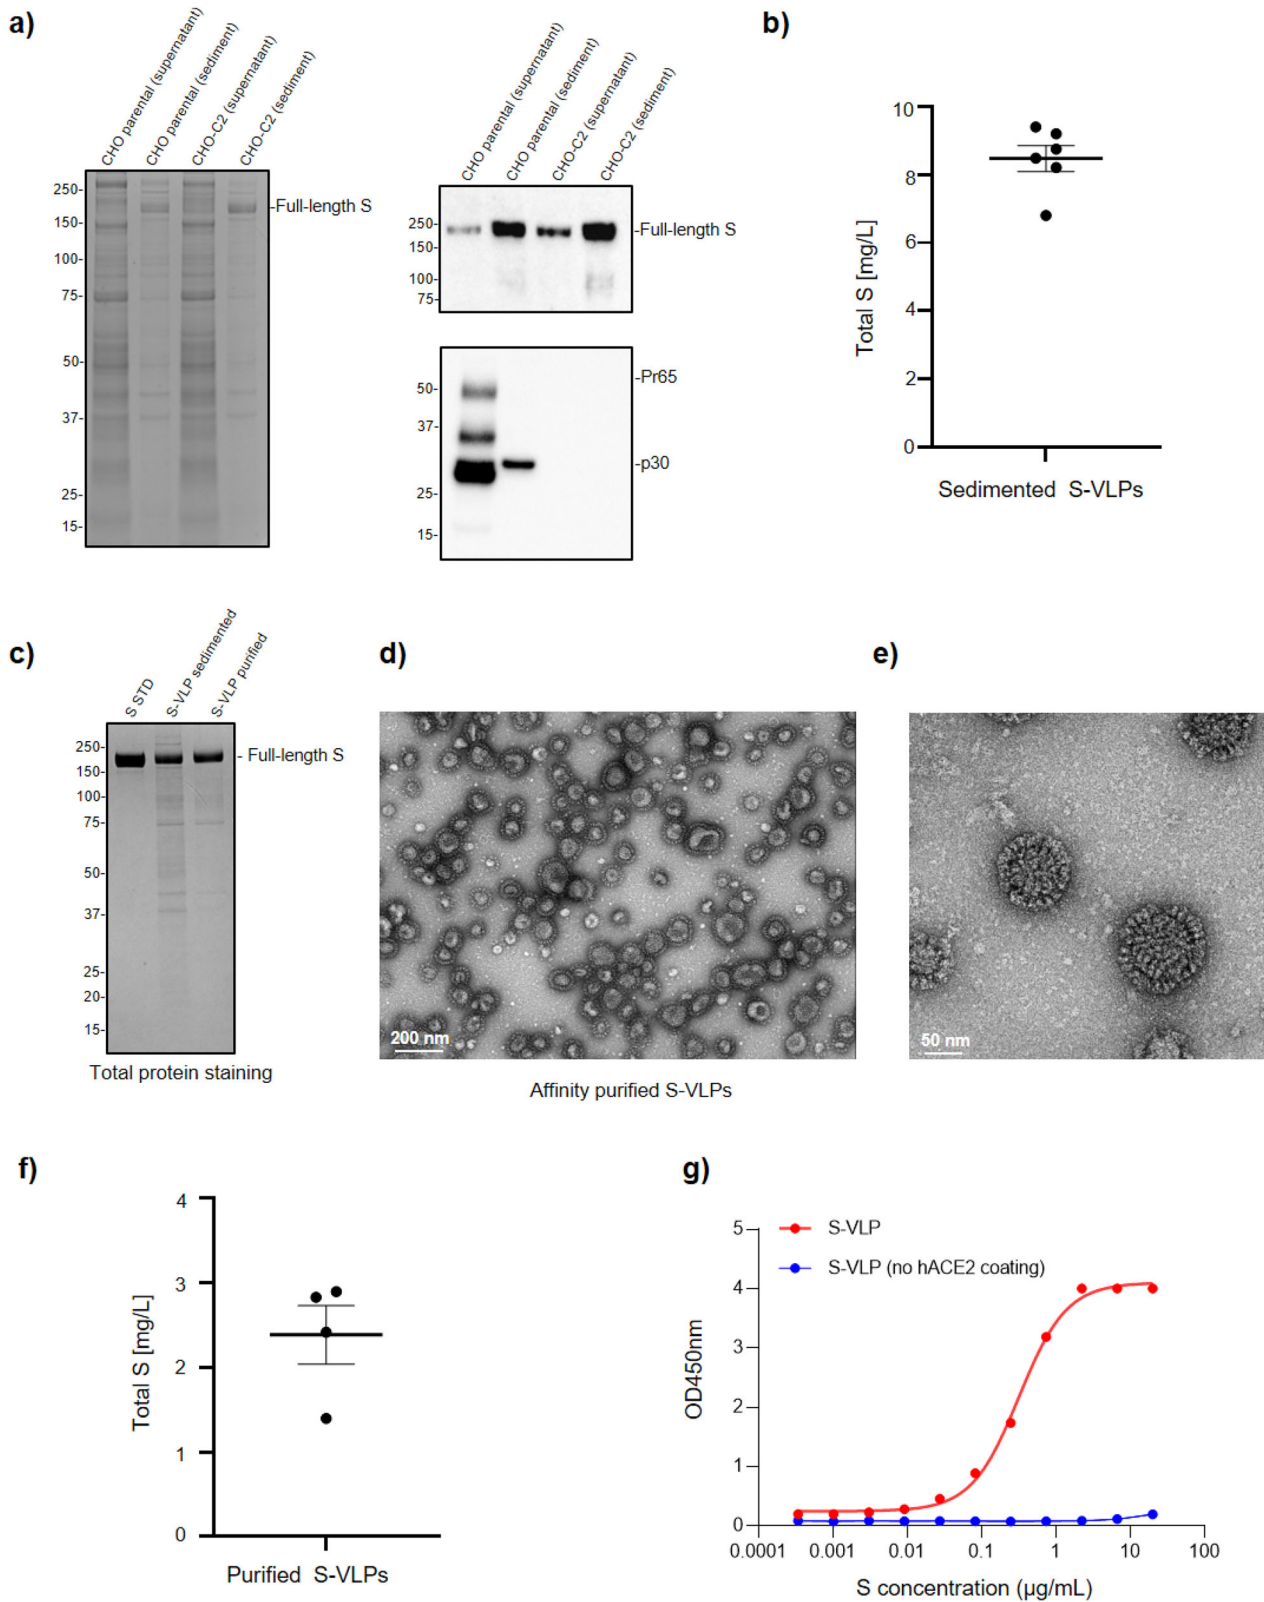 a)
CHO parental (supernatant)
CHO parental (sediment)
CHO-C2 (supernatant)
CHO-C2 (sediment)
250-
150-
100-
75-
50-
37-
25-
15-
-Full-length S
CHO parental (supernatant)
CHO parental (sediment)
CHO-C2 (supernatant)
CHO-C2 (sediment)
250-
150-
100-
75-
-Full-length S
50-
37-
25-
15-
-Pr65
-p30
b)
Total S [mg/L]
10
8
6
4
2
0
Sedimented S-VLPs
c)
S STD
S-VLP sedimented
S-VLP purified
250-
150-
100-
75-
50-
37-
25-
20-
15-
- Full-length S
Total protein staining
d)
200 nm
Affinity purified S-VLPs
e)
50 nm
f)
Total S [mg/L]
4
3
2
1
0
Purified S-VLPs
g)
S-VLP
S-VLP (no hACE2 coating)
OD450nm
5
4
3
2
1
0
0.0001
0.001
0.01
0.1
1
10
100
S concentration (µg/mL)